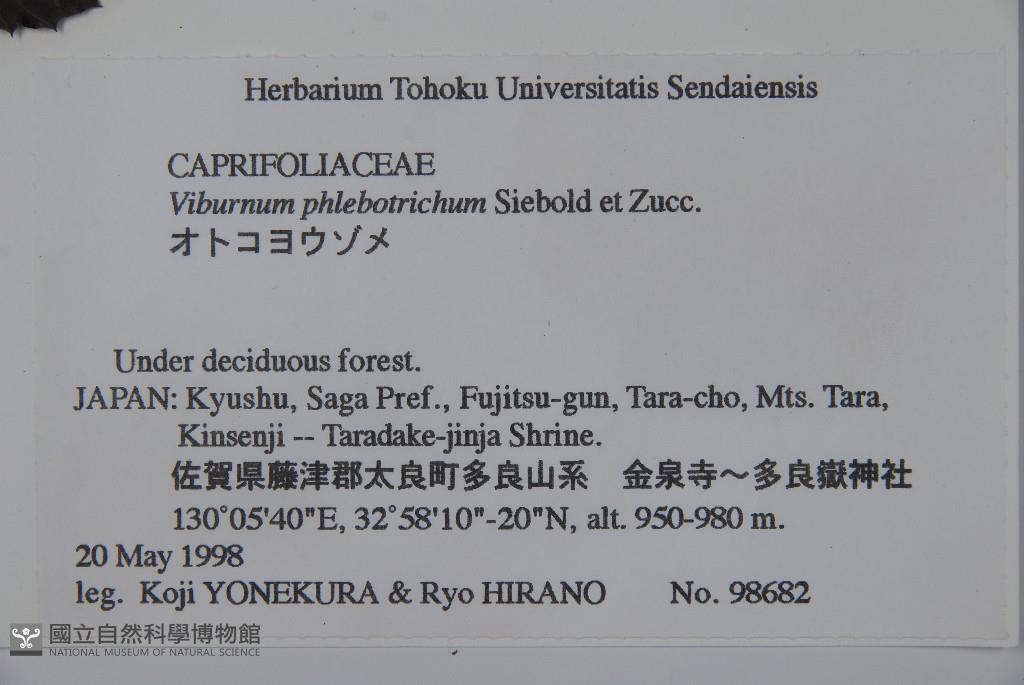 Herbarium Tohoku Universitatis Sendaiensis
CAPRIFOLIACEAE
Viburnum phlebotrichum Siebold et Zucc.
オトコヨウゾメ
Under deciduous forest.
JAPAN: Kyushu, Saga Pref., Fujitsu-gun, Tara-cho, Mts. Tara,
Kinsenji -- Taradake-jinja Shrine.
佐賀県藤津郡太良町多良山系　金泉寺～多良嶽神社
130°05'40"E, 32°58'10"-20"N, alt. 950-980 m.
20 May 1998
leg. Koji YONEKURA & Ryo HIRANO No. 98682
國立自然科學博物館
NATIONAL MUSEUM OF NATURAL SCIENCE